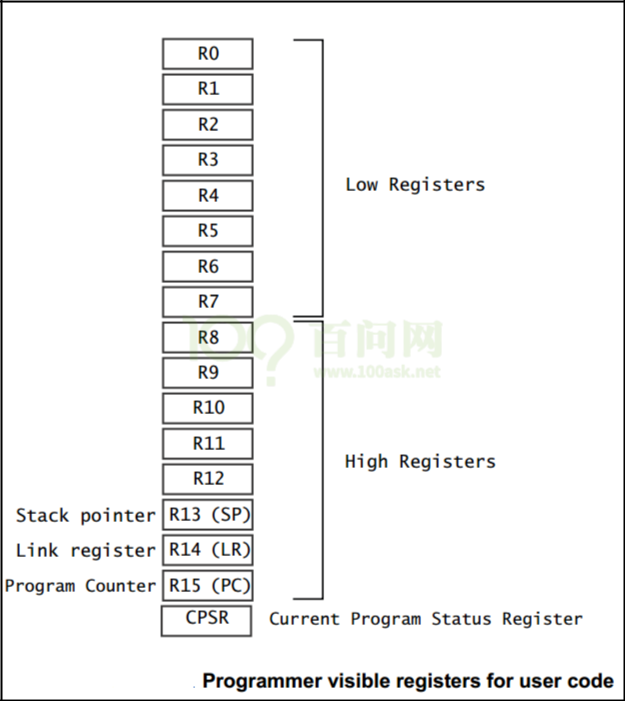 R0
R1
R2
R3
Low Registers
R4
R5
R6
R7
100 百问网
R8
www.100ask.net
R9
R10
R11
High Registers
R12
Stack pointer R13 (SP)
Link register R14 (LR)
Program Counter R15 (PC)
CPSR Current Program Status Register
Programmer visible registers for user code